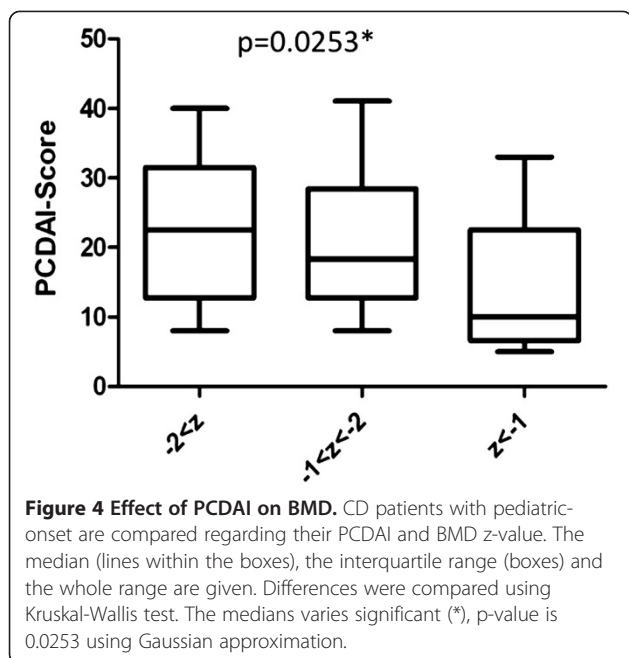 p=0.0253*
50
40
30
20
10
0
PCDAI-Score
-2<z
-1<z<-2
z<-1
Figure 4 Effect of PCDAI on BMD. CD patients with pediatric-
onset are compared regarding their PCDAI and BMD z-value. The
median (lines within the boxes), the interquartile range (boxes) and
the whole range are given. Differences were compared using
Kruskal-Wallis test. The medians varies significant (*), p-value is
0.0253 using Gaussian approximation.